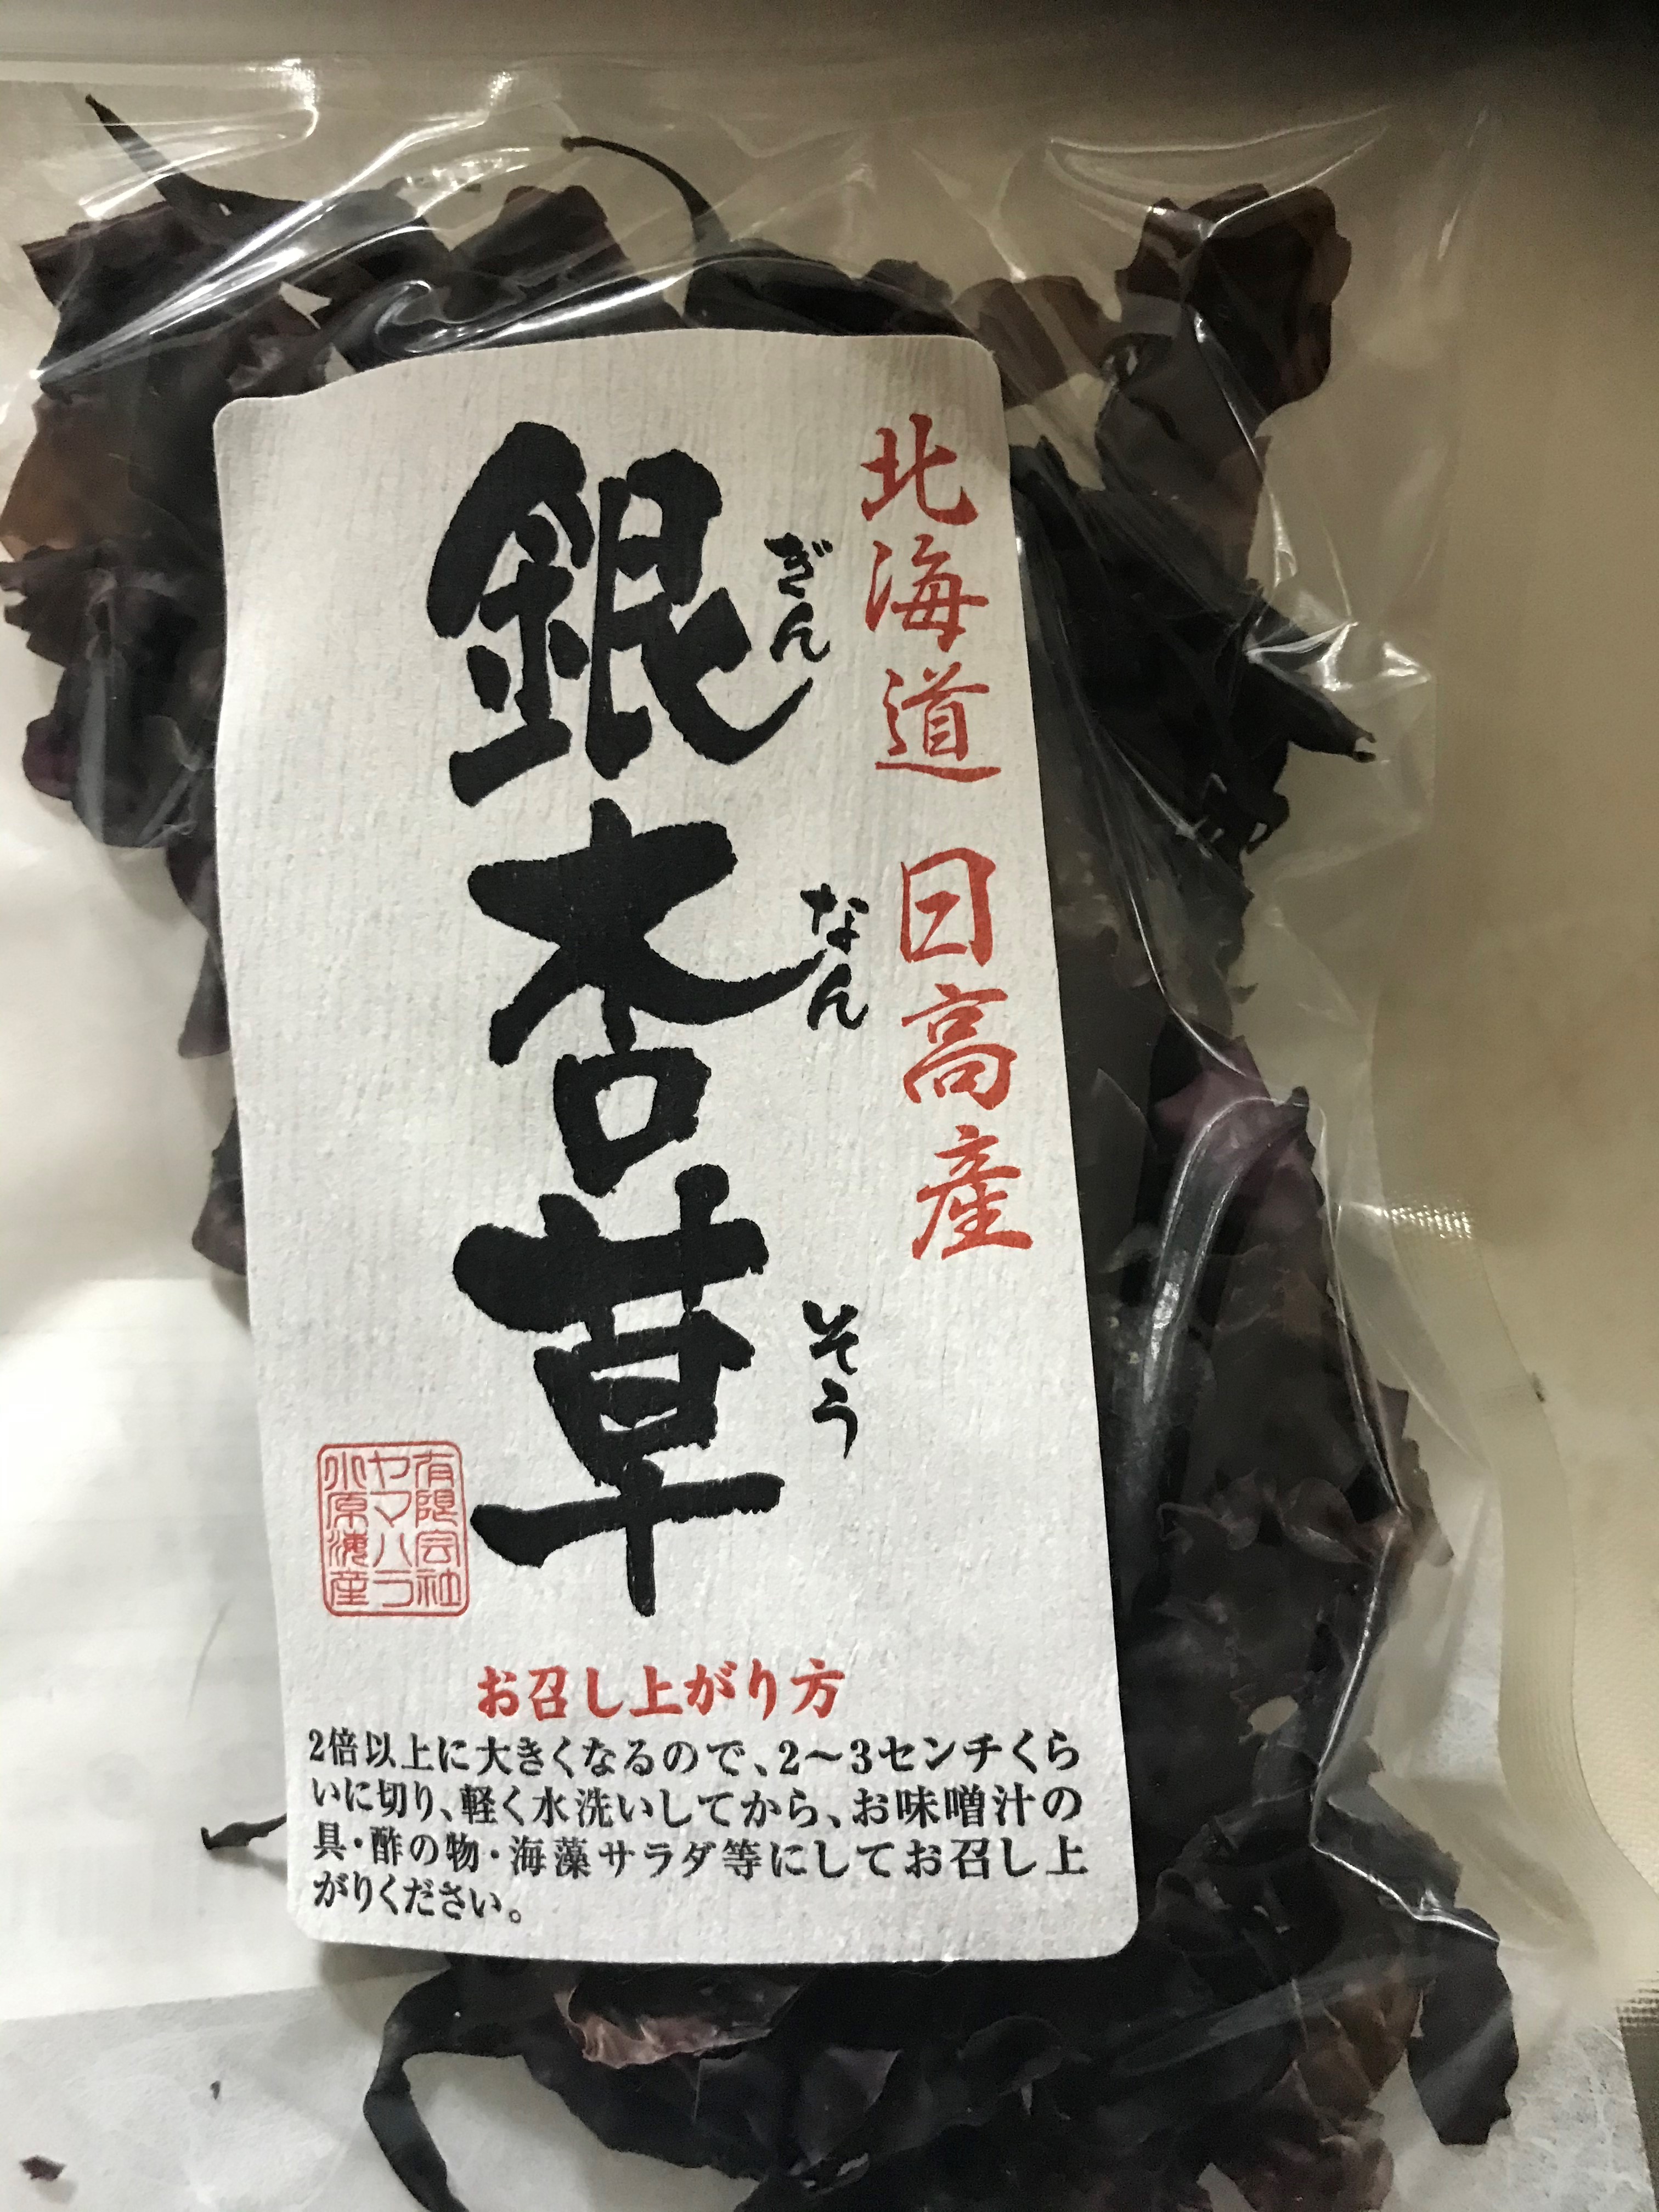 北海道 日高産
ぎんなんそう
銀杏草
有限会社
ヤマハラ
小原海産
お召し上がり方
2倍以上に大きくなるので、2〜3センチくら
いに切り、軽く水洗いしてから、お味噌汁の
具・酢の物・海藻サラダ等にしてお召し上
がりください。